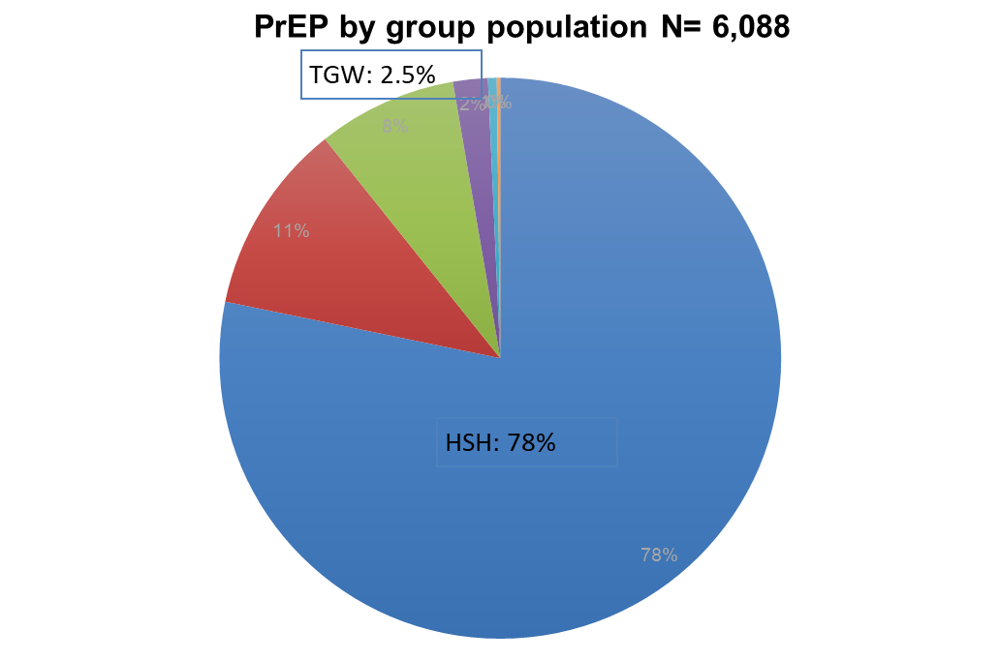 PrEP by group population N= 6,088
TGW: 2.5%
2%
8%
11%
HSH: 78%
78%